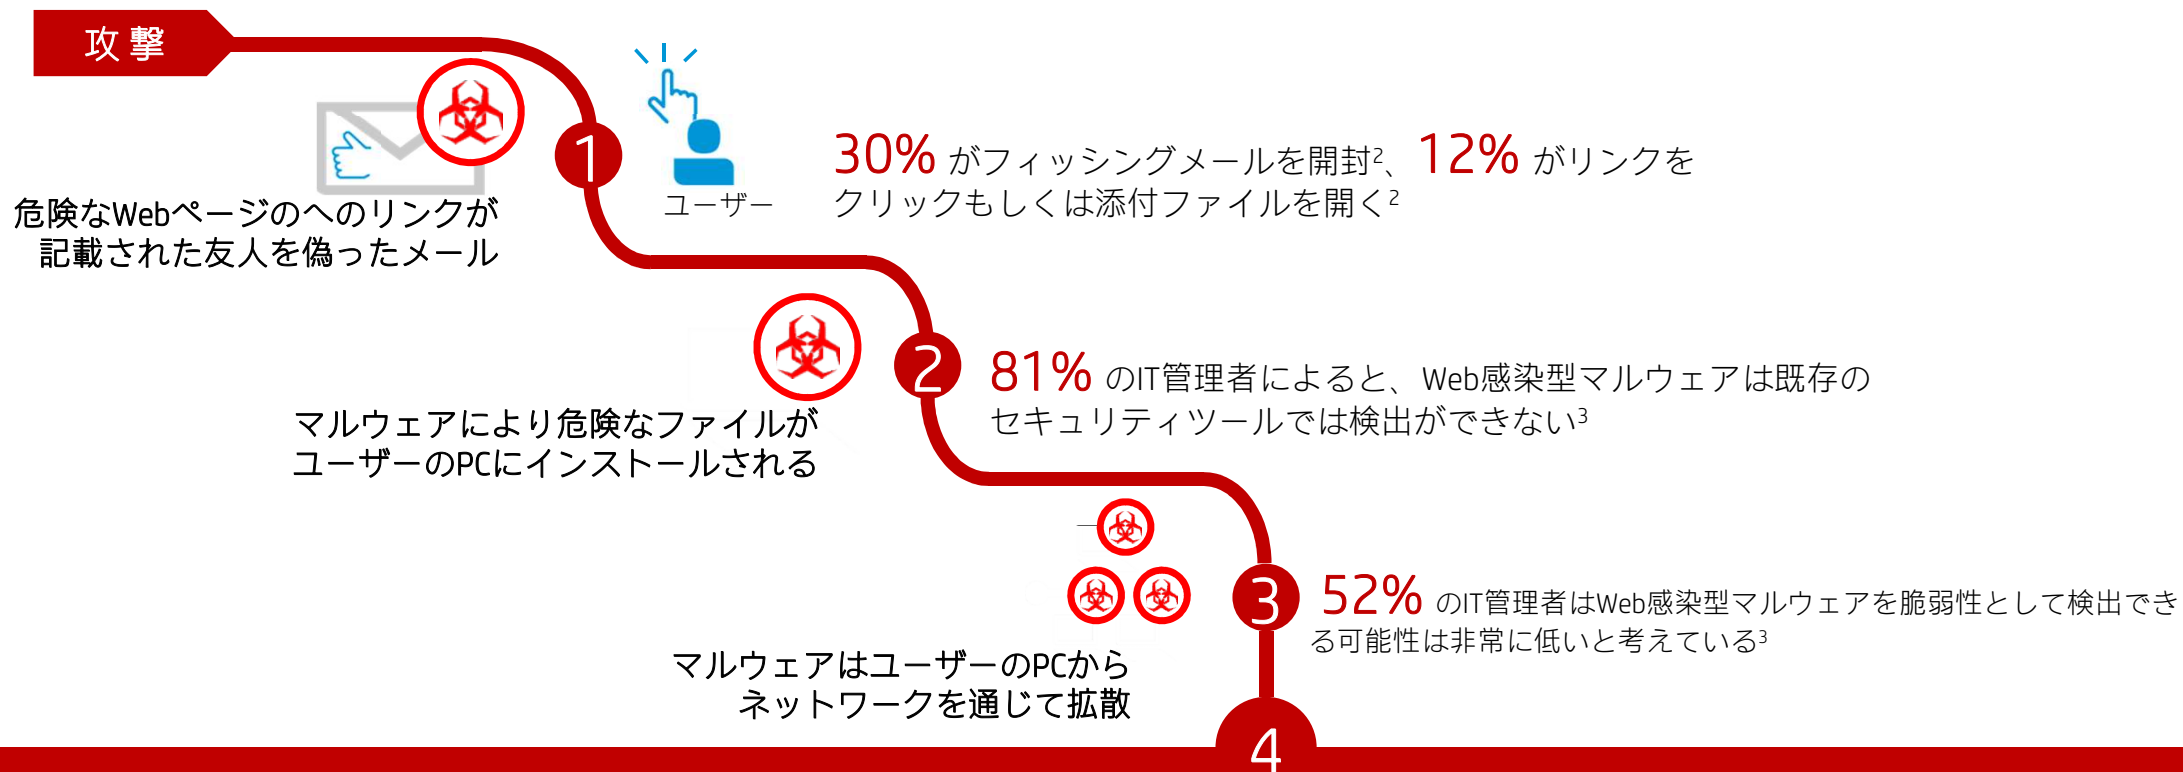 攻撃
1
ユーザー
30% がフィッシングメールを開封²、12% がリンクを
クリックもしくは添付ファイルを開く²
危険なWebページのへのリンクが
記載された友人を偽ったメール
2
81% のIT管理者によると、Web感染型マルウェアは既存の
セキュリティツールでは検出ができない³
マルウェアにより危険なファイルが
ユーザーのPCにインストールされる
3
52% のIT管理者はWeb感染型マルウェアを脆弱性として検出でき
る可能性は非常に低いと考えている³
マルウェアはユーザーのPCから
ネットワークを通じて拡散
4